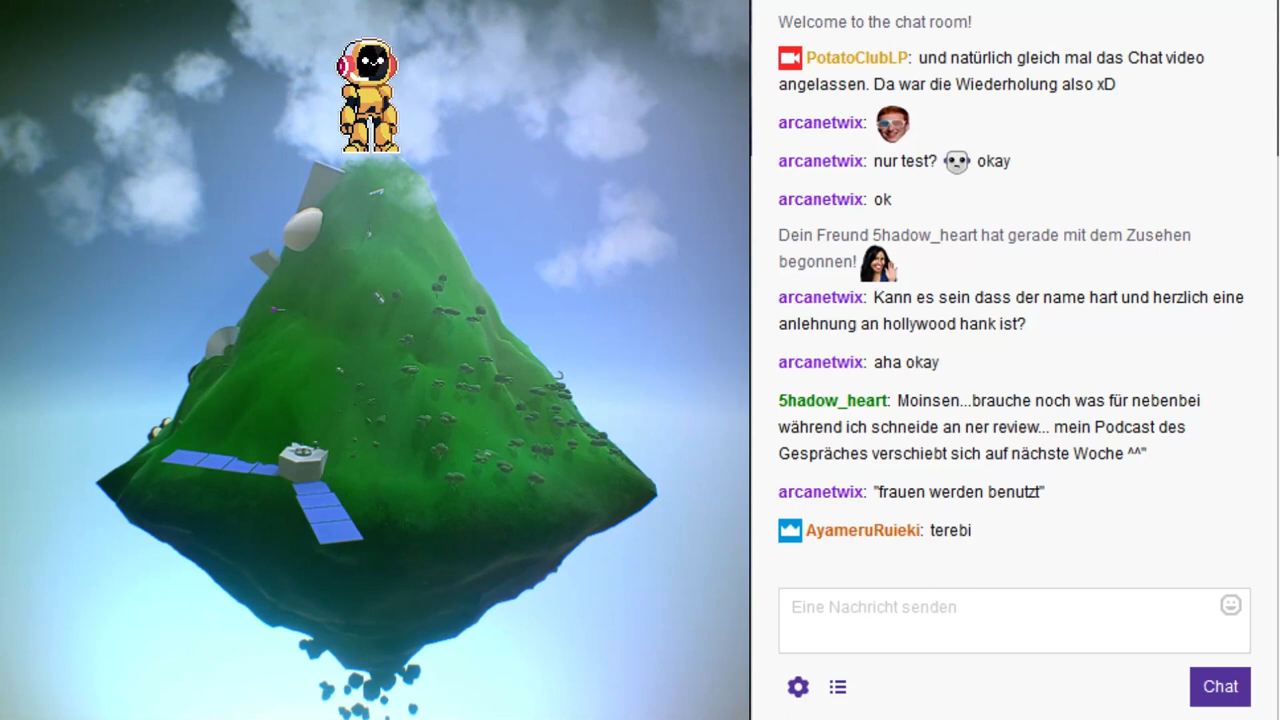 Welcome to the chat room!
PotatoClubLP: und natürlich gleich mal das Chat video
angelassen. Da war die Wiederholung also xD
arcanetwix:
arcanetwix: nur test? okay
arcanetwix: ok
Dein Freund 5hadow_heart hat gerade mit dem Zusehen
begonnen!
arcanetwix: Kann es sein dass der name hart und herzlich eine
anlehnung an hollywood hank ist?
arcanetwix: aha okay
5hadow_heart: Moinsen...brauche noch was für nebenbei
während ich schneide an ner review... mein Podcast des
Gespräches verschiebt sich auf nächste Woche ^^"
arcanetwix: "frauen werden benutzt"
AyameruRuieki: terebi
Eine Nachricht senden
Chat